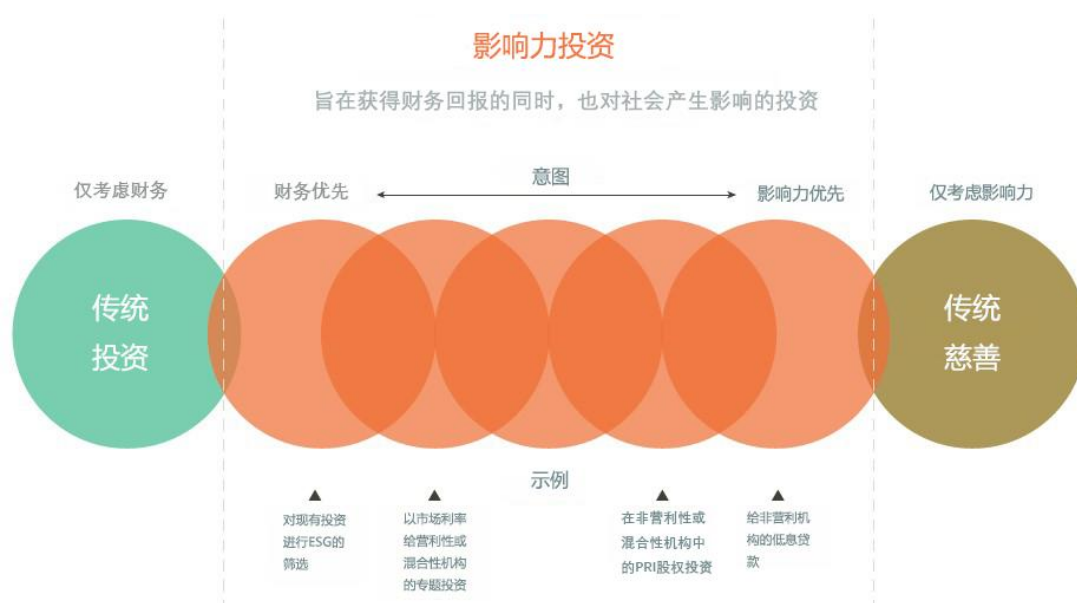 影响力投资
旨在获得财务回报的同时，也对社会产生影响的投资
仅考虑财务
财务优先
意图
影响力优先
仅考虑影响力
传统
投资
传统
慈善
示例
对现有投资
进行ESG的
筛选
以市场利率
给营利性或
混合性机构
的专题投资
在非营利性或
混合性机构中
的PRI股权投资
给非营利机
构的低息贷
款